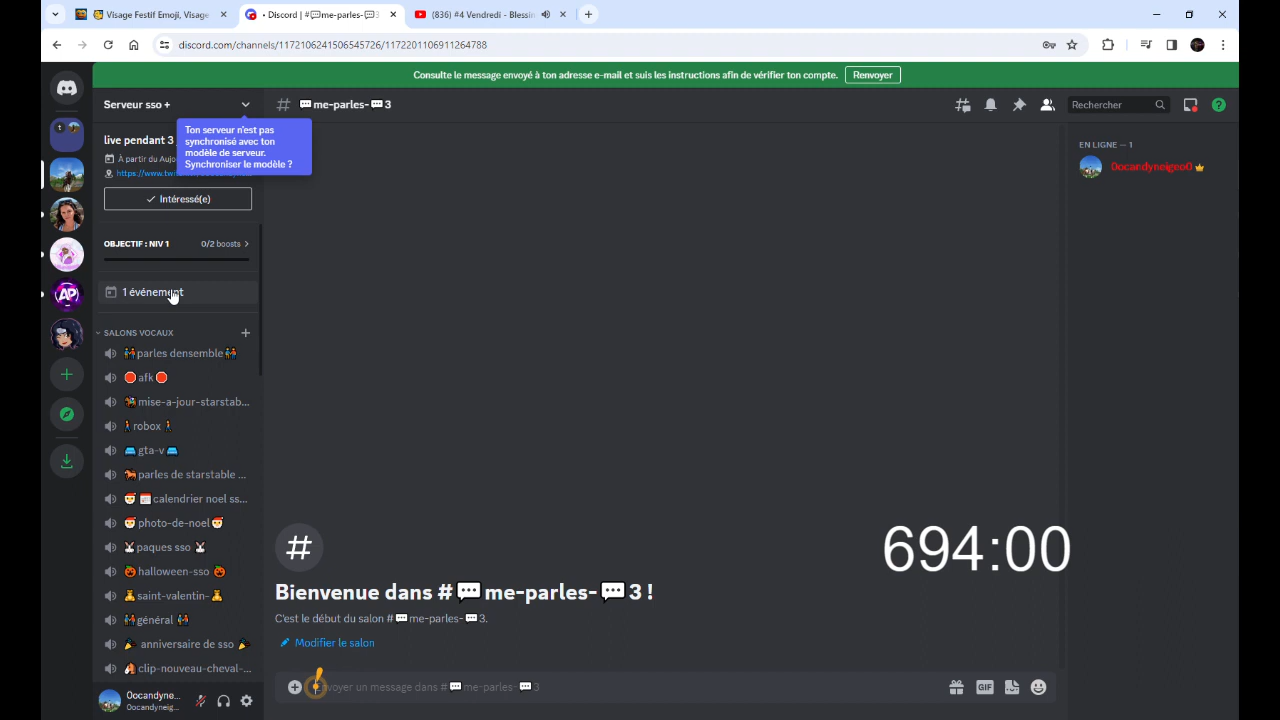 Visage Festif Emoji, Visage
• Discord | #💬me-parles-💬3
(836) #4 Vendredi - Blessin
discord.com/channels/1172106241506545726/1172201106911264788
Consulte le message envoyé à ton adresse e-mail et suis les instructions afin de vérifier ton compte.
Renvoyer
Serveur sso +
💬me-parles-💬3
Rechercher
Ton serveur n'est pas
synchronisé avec ton
modèle de serveur.
Synchroniser le modèle ?
live pendant 3
À partir du Aujo
https://www.tw
Intéressé(e)
OBJECTIF : NIV 1
0/2 boosts
1 événement
SALONS VOCAUX
👬parles densemble👬
🛑afk🛑
mise-a-jour-starstab...
🚶robox🚶
🚘gta-v🚘
🐎parles de starstable ...
🎅📅calendrier noel ss...
🎅photo-de-noel🎅
🐰paques sso 🐰
🎃halloween-sso 🎃
🧸saint-valentin-🧸
👬général 👬
🎉 anniversaire de sso 🎉
🐴clip-nouveau-cheval-...
0ocandyne...
0ocandyneig...
EN LIGNE — 1
0ocandyneigeo0
694:00
Bienvenue dans #💬me-parles-💬3 !
C'est le début du salon #💬me-parles-💬3.
Modifier le salon
Envoyer un message dans #💬me-parles-💬3
GIF